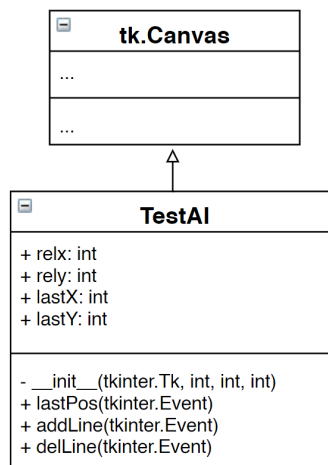 tk.Canvas
...
...
TestAI
+ relx: int
+ rely: int
+ lastX: int
+ lastY: int
- __init__(tkinter.Tk, int, int, int)
+ lastPos(tkinter.Event)
+ addLine(tkinter.Event)
+ delLine(tkinter.Event)